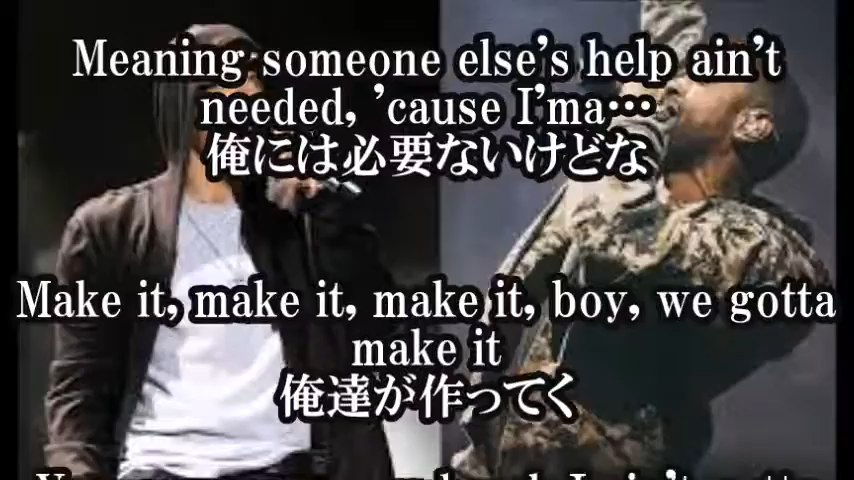 Meaning someone else's help ain't
needed, 'cause I'ma…
俺には必要ないけどな
Make it, make it, make it, boy, we gotta
make it
俺達が作ってく